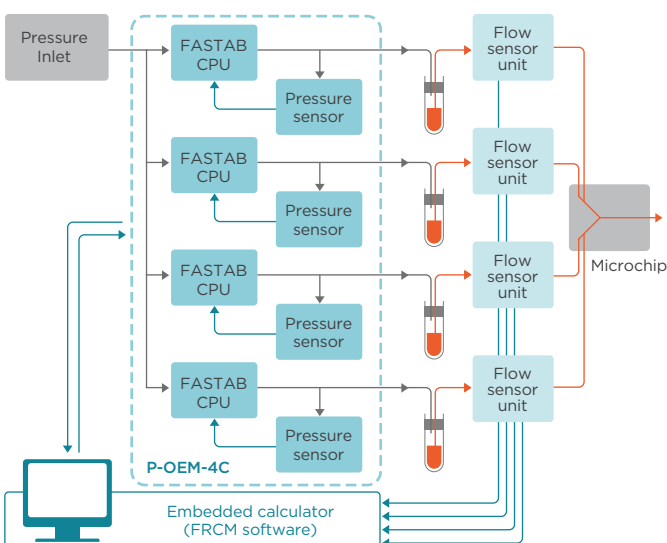 Pressure
Inlet
FASTAB
CPU
Pressure
sensor
Flow
sensor
unit
FASTAB
CPU
Pressure
sensor
Flow
sensor
unit
Microchip
FASTAB
CPU
Pressure
sensor
Flow
sensor
unit
FASTAB
CPU
Pressure
sensor
Flow
sensor
unit
P-OEM-4C
Embedded calculator
(FRCM software)